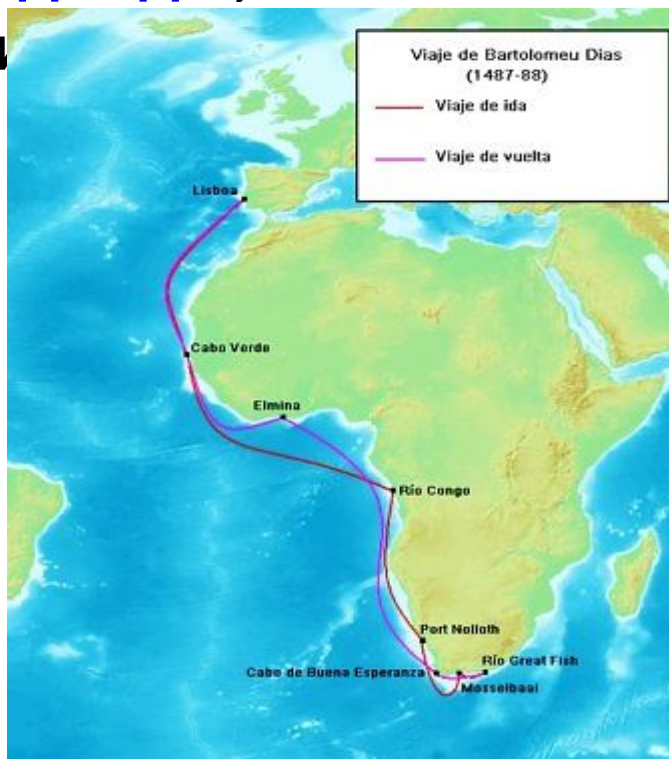 Viaje de Bartolomeu Dias
(1487-88)
Viaje de ida
Viaje de vuelta
Lisboa
Cabo Verde
Elmina
Río Congo
Port Nolloth
Cabo de Buena Esperanza
Río Great Fish
Mosselbaai